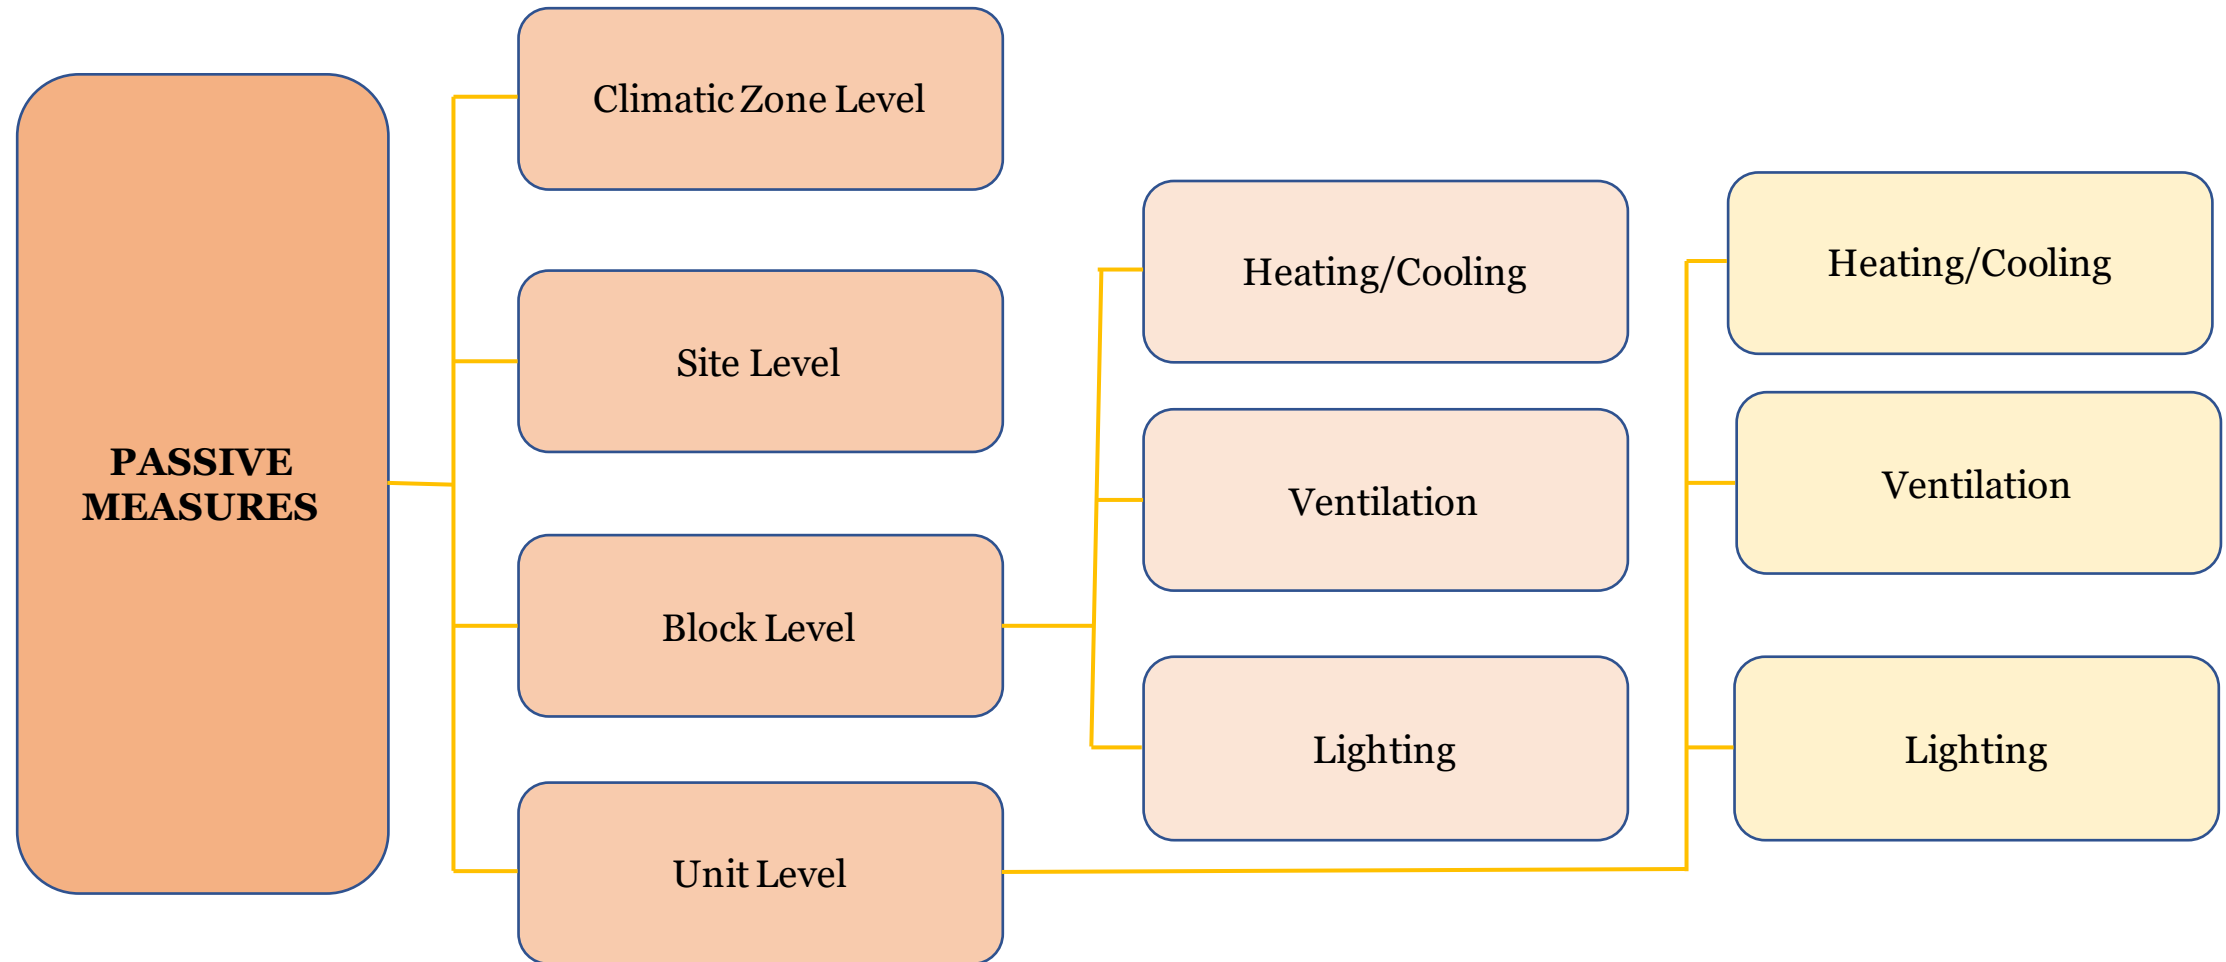 PASSIVE
MEASURES
Climatic Zone Level
Site Level
Block Level
Unit Level
Heating/Cooling
Ventilation
Lighting
Heating/Cooling
Ventilation
Lighting